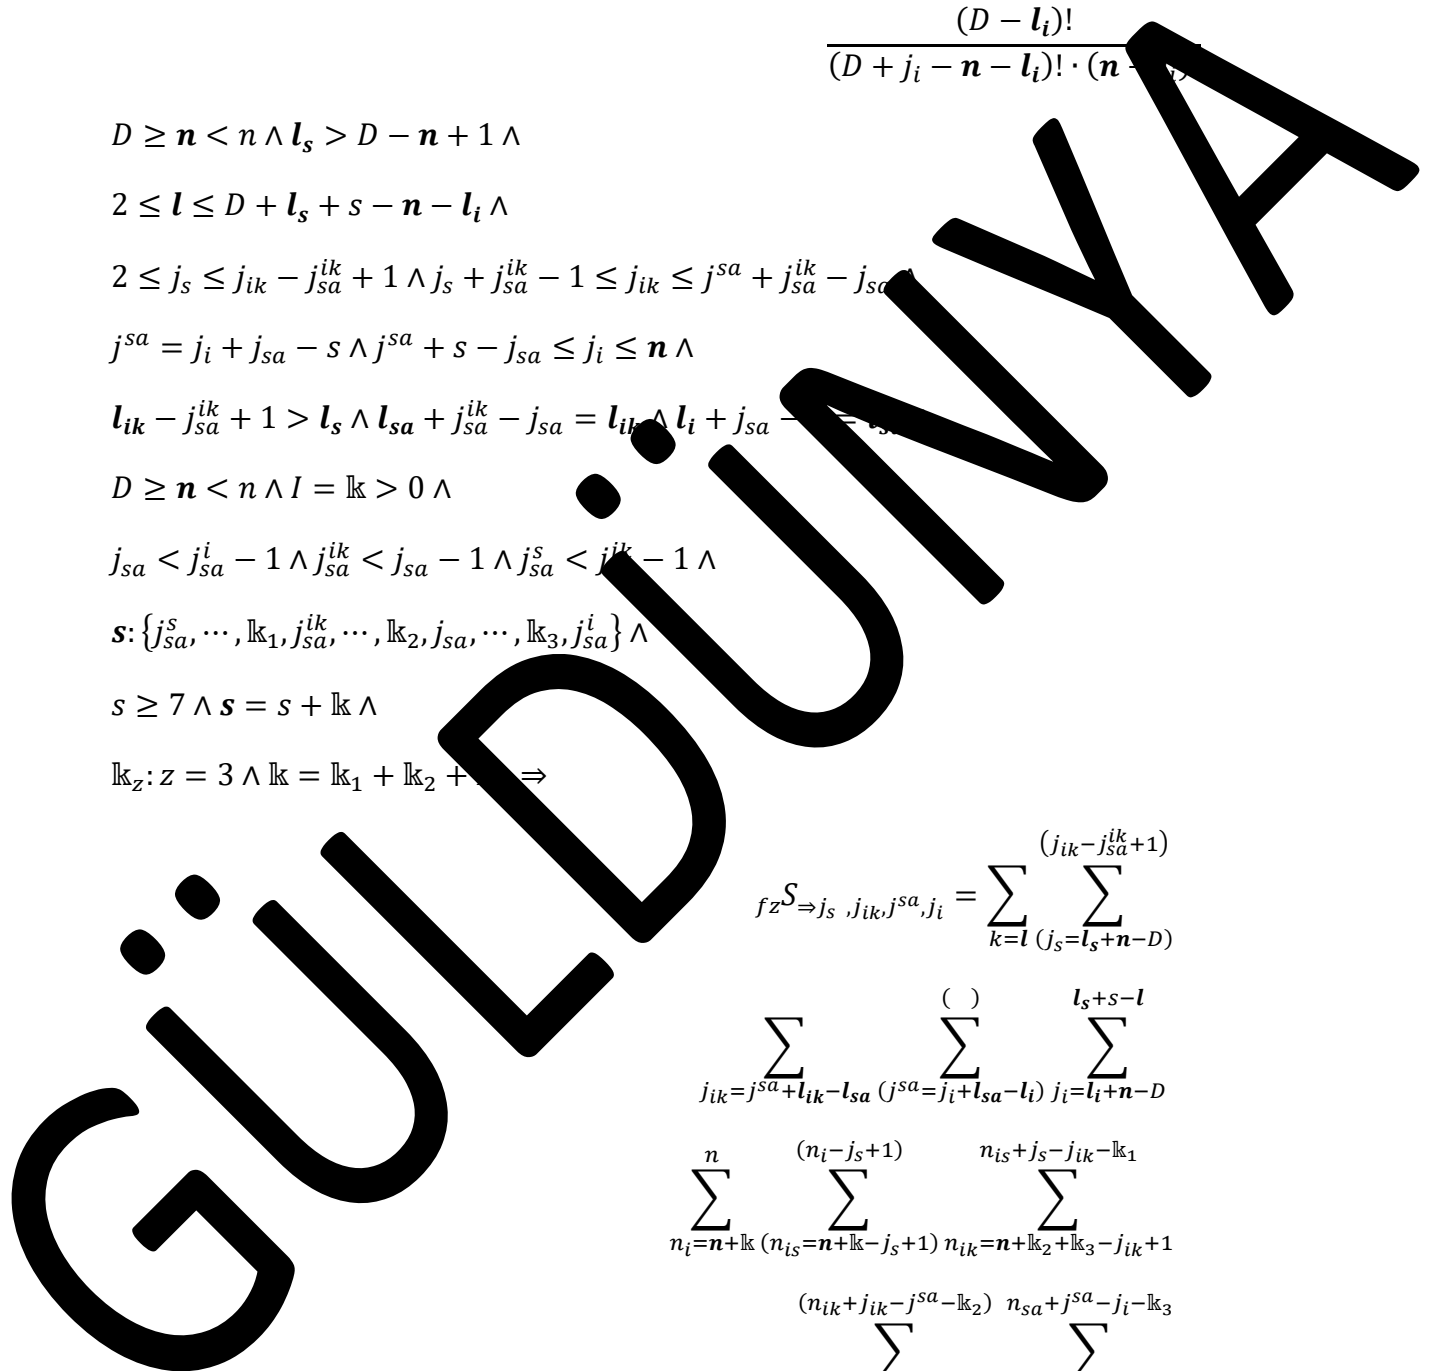 (D − l_i)!
(D + j_i − n − l_i)! · (n
D ≥ n < n ∧ l_s > D − n + 1 ∧
2 ≤ l ≤ D + l_s + s − n − l_i ∧
2 ≤ j_s ≤ j_ik − j_sa^ik + 1 ∧ j_s + j_sa^ik − 1 ≤ j_ik ≤ j^sa + j_sa^ik − j_sa ∧
j^sa = j_i + j_sa − s ∧ j^sa + s − j_sa ≤ j_i ≤ n ∧
l_ik − j_sa^ik + 1 > l_s ∧ l_sa + j_sa^ik − j_sa = l_ik ∧ l_i + j_sa − =
D ≥ n < n ∧ I = 𝕜 > 0 ∧
j_sa < j_sa^i − 1 ∧ j_sa^ik < j_sa − 1 ∧ j_sa^s < j^ik − 1 ∧
s: {j_sa^s, ⋯ , 𝕜_1, j_sa^ik, ⋯ , 𝕜_2, j_sa, ⋯ , 𝕜_3, j_sa^i} ∧
s ≥ 7 ∧ s = s + 𝕜 ∧
𝕜_z: z = 3 ∧ 𝕜 = 𝕜_1 + 𝕜_2 + ⇒
(j_ik−j_sa^ik+1)
fzS⇒j_s ,j_ik,j^sa,j_i = ∑ ∑
k=l (j_s=l_s+n−D)
( ) l_s+s−l
∑ ∑ ∑
j_ik=j^sa+l_ik−l_sa (j^sa=j_i+l_sa−l_i) j_i=l_i+n−D
n (n_i−j_s+1) n_is+j_s−j_ik−𝕜_1
∑ ∑ ∑
n_i=n+𝕜 (n_is=n+𝕜−j_s+1) n_ik=n+𝕜_2+𝕜_3−j_ik+1
(n_ik+j_ik−j^sa−𝕜_2) n_sa+j^sa−j_i−𝕜_3
∑ ∑
GÜLDÜNYA